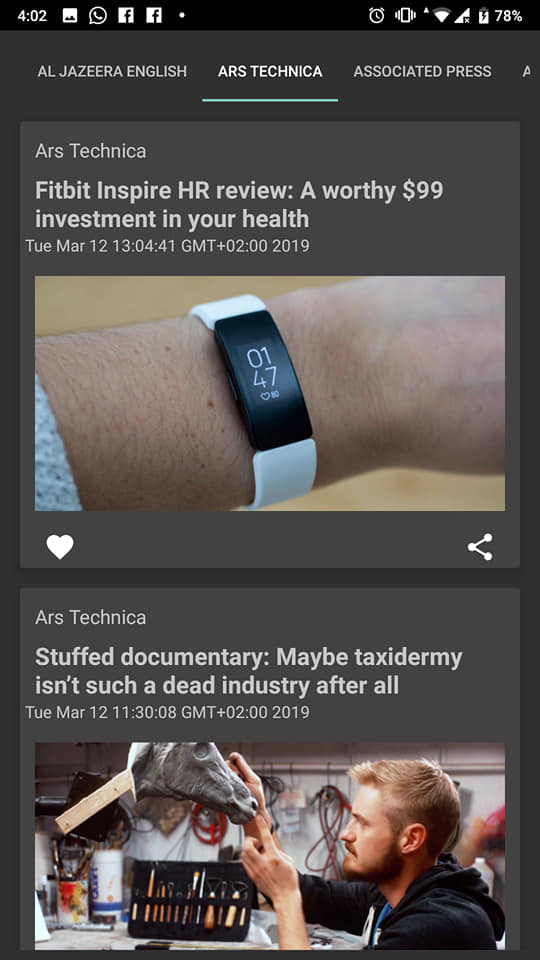 4:02
78%
AL JAZEERA ENGLISH
ARS TECHNICA
ASSOCIATED PRESS
Ars Technica
Fitbit Inspire HR review: A worthy $99
investment in your health
Tue Mar 12 13:04:41 GMT+02:00 2019
01
47
80
Ars Technica
Stuffed documentary: Maybe taxidermy
isn’t such a dead industry after all
Tue Mar 12 11:30:08 GMT+02:00 2019